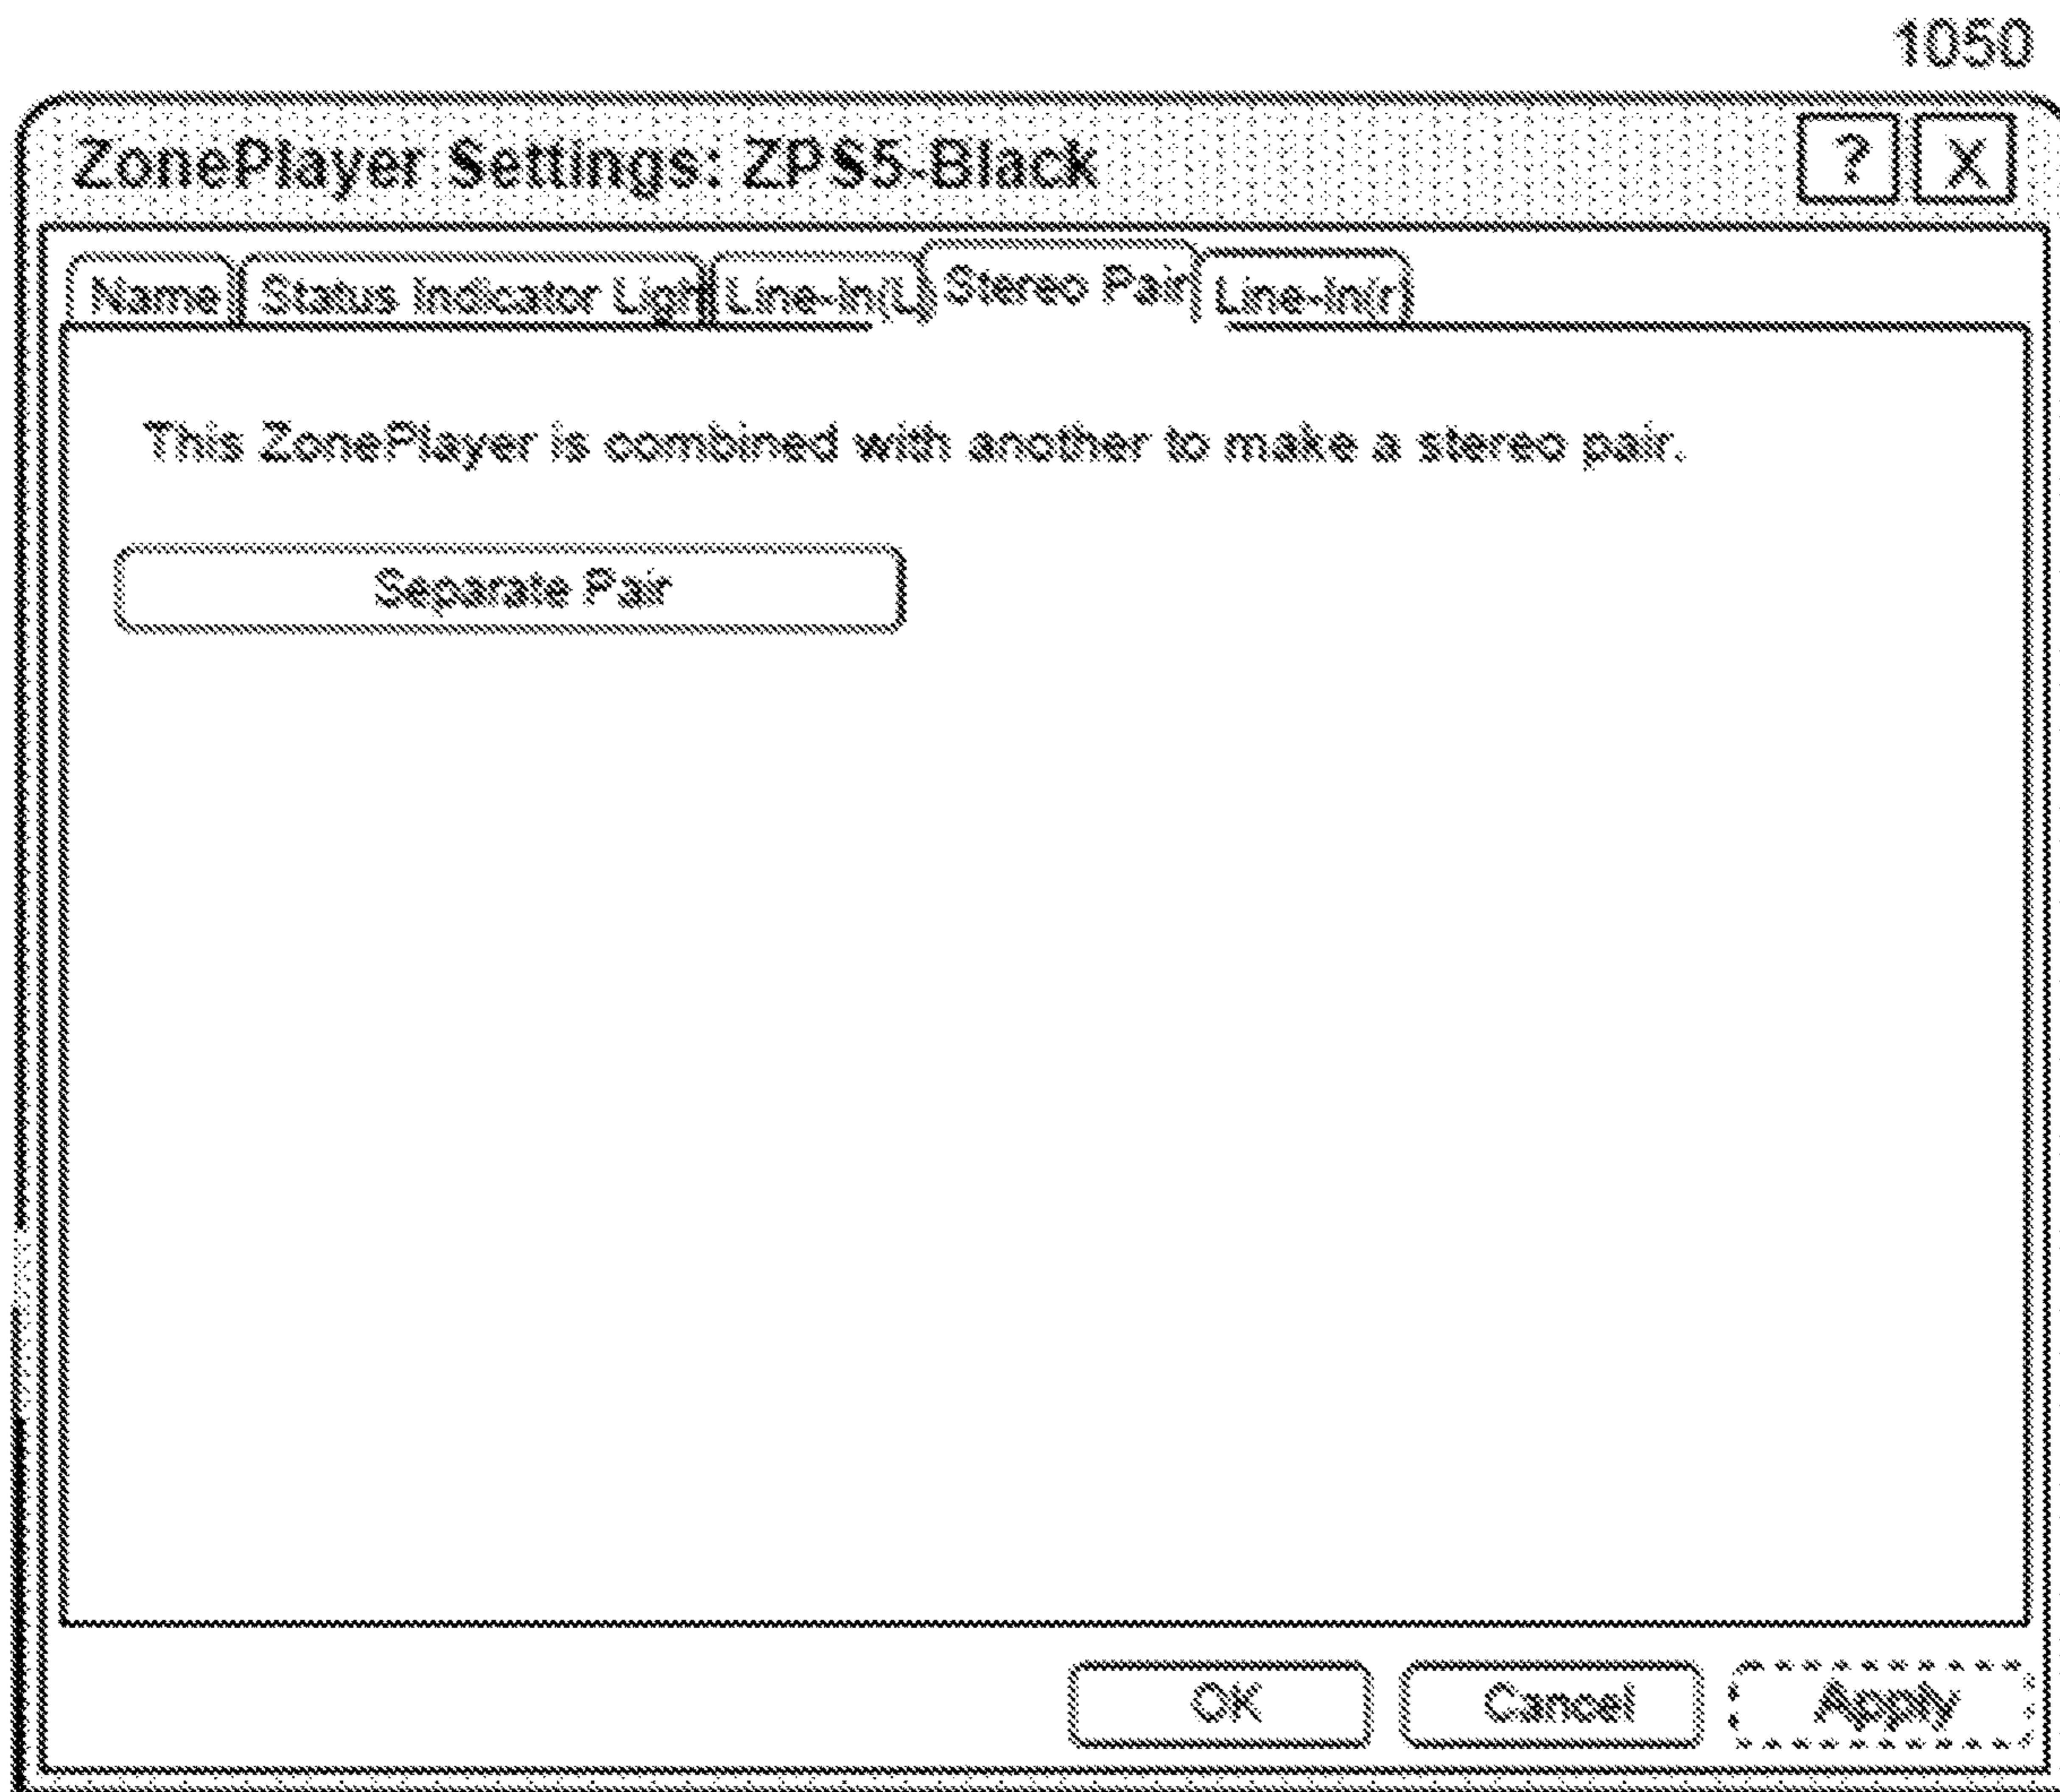 1050
ZonePlayer Settings: ZPS5-Black ? X
Name Status Indicator Ligh Line-In(L) Stereo Pair Line-In(r)
This ZonePlayer is combined with another to make a stereo pair.
Separate Pair
OK Cancel Apply